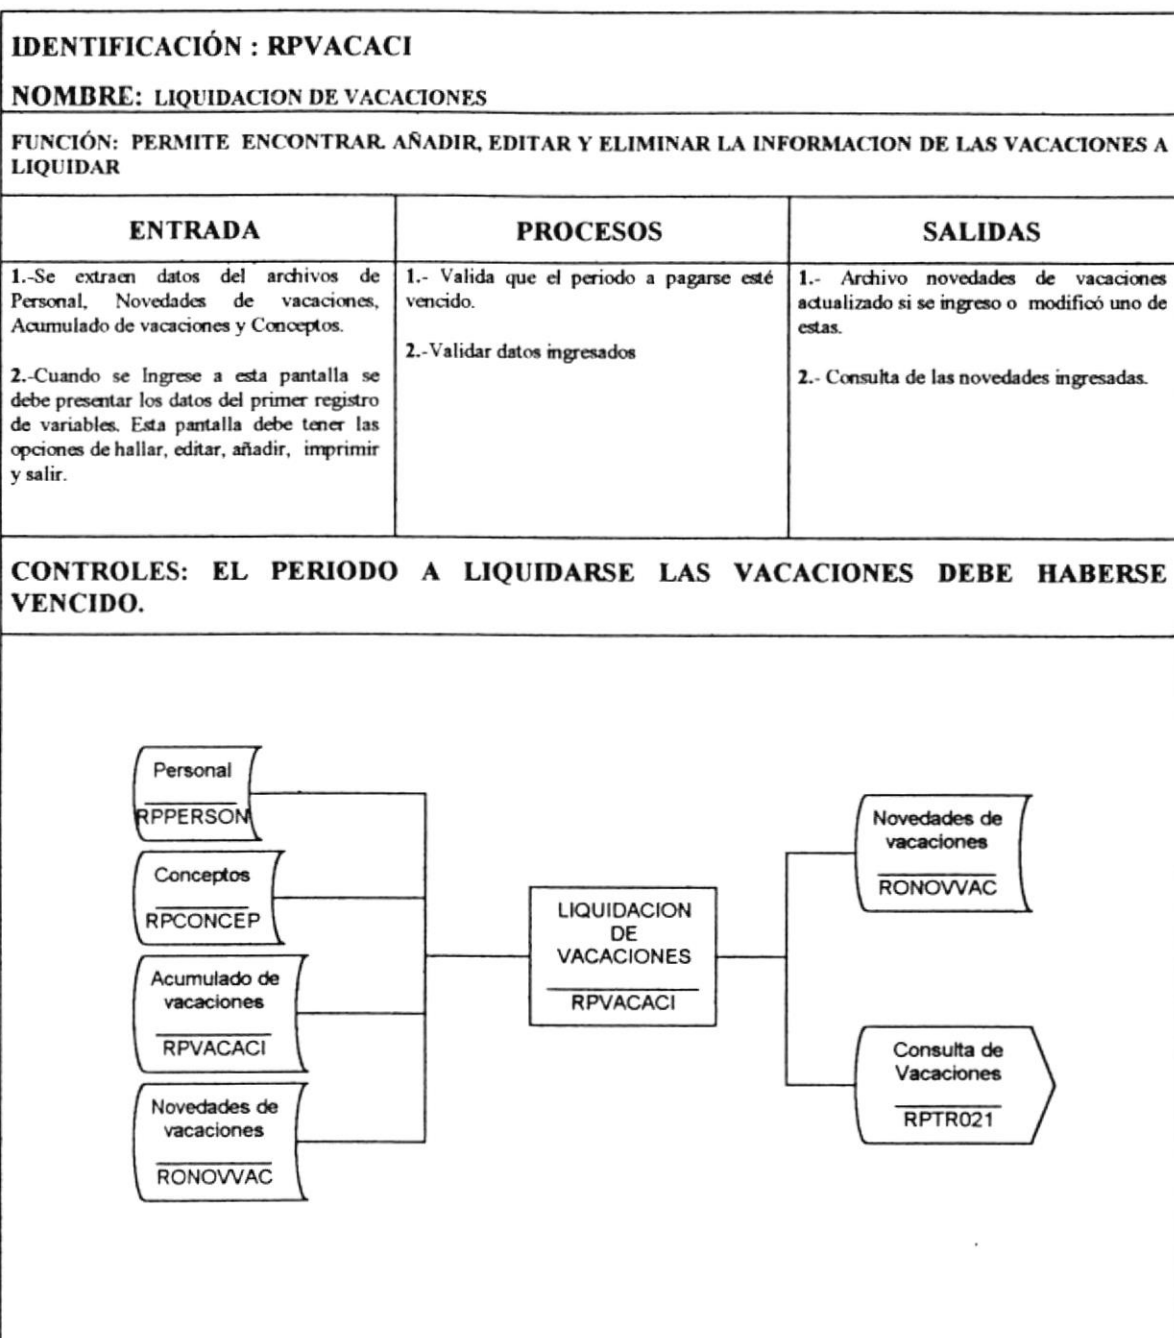 IDENTIFICACIÓN : RPVACACI
NOMBRE: LIQUIDACION DE VACACIONES
FUNCIÓN: PERMITE ENCONTRAR. AÑADIR, EDITAR Y ELIMINAR LA INFORMACION DE LAS VACACIONES A
LIQUIDAR
ENTRADA
1.-Se extraen datos del archivos de
Personal, Novedades de vacaciones,
Acumulado de vacaciones y Conceptos.
2.-Cuando se Ingrese a esta pantalla se
debe presentar los datos del primer registro
de variables. Esta pantalla debe tener las
opciones de hallar, editar, añadir, imprimir
y salir.
PROCESOS
1.- Valida que el periodo a pagarse esté
vencido.
2.-Validar datos ingresados
SALIDAS
1.- Archivo novedades de vacaciones
actualizado si se ingreso o modificó uno de
estas.
2.- Consulta de las novedades ingresadas.
CONTROLES: EL PERIODO A LIQUIDARSE LAS VACACIONES DEBE HABERSE
VENCIDO.
Personal
RPPERSON
Conceptos
RPCONCEP
Acumulado de
vacaciones
RPVACACI
Novedades de
vacaciones
RONOVVAC
LIQUIDACION
DE
VACACIONES
RPVACACI
Novedades de
vacaciones
RONOVVAC
Consulta de
Vacaciones
RPTR021